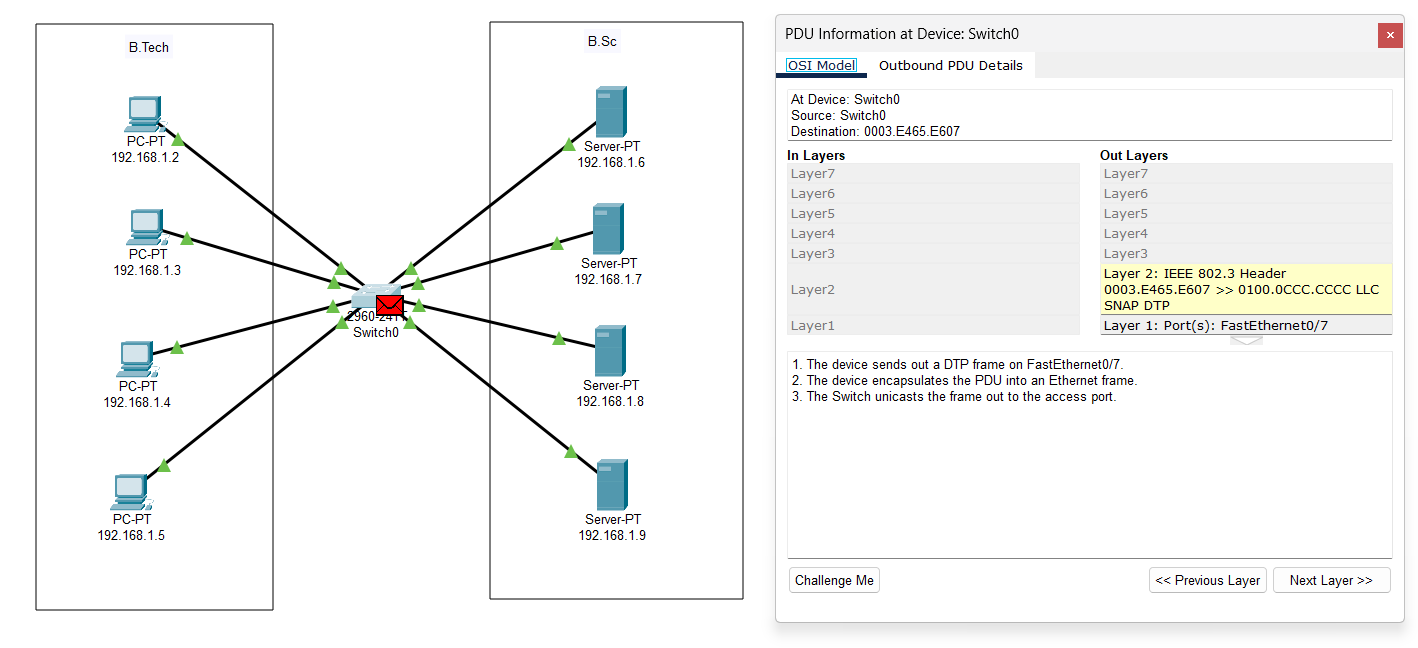 B.Tech
PC-PT
192.168.1.2
PC-PT
192.168.1.3
PC-PT
192.168.1.4
PC-PT
192.168.1.5
Switch0
B.Sc
Server-PT
192.168.1.6
Server-PT
192.168.1.7
Server-PT
192.168.1.8
Server-PT
192.168.1.9
PDU Information at Device: Switch0
OSI Model
Outbound PDU Details
At Device: Switch0
Source: Switch0
Destination: 0003.E465.E607
In Layers
Layer7
Layer6
Layer5
Layer4
Layer3
Layer2
Layer1
Out Layers
Layer7
Layer6
Layer5
Layer4
Layer3
Layer 2: IEEE 802.3 Header
0003.E465.E607 >> 0100.0CCC.CCCC LLC
SNAP DTP
Layer 1: Port(s): FastEthernet0/7
1. The device sends out a DTP frame on FastEthernet0/7.
2. The device encapsulates the PDU into an Ethernet frame.
3. The Switch unicasts the frame out to the access port.
Challenge Me
<< Previous Layer
Next Layer >>